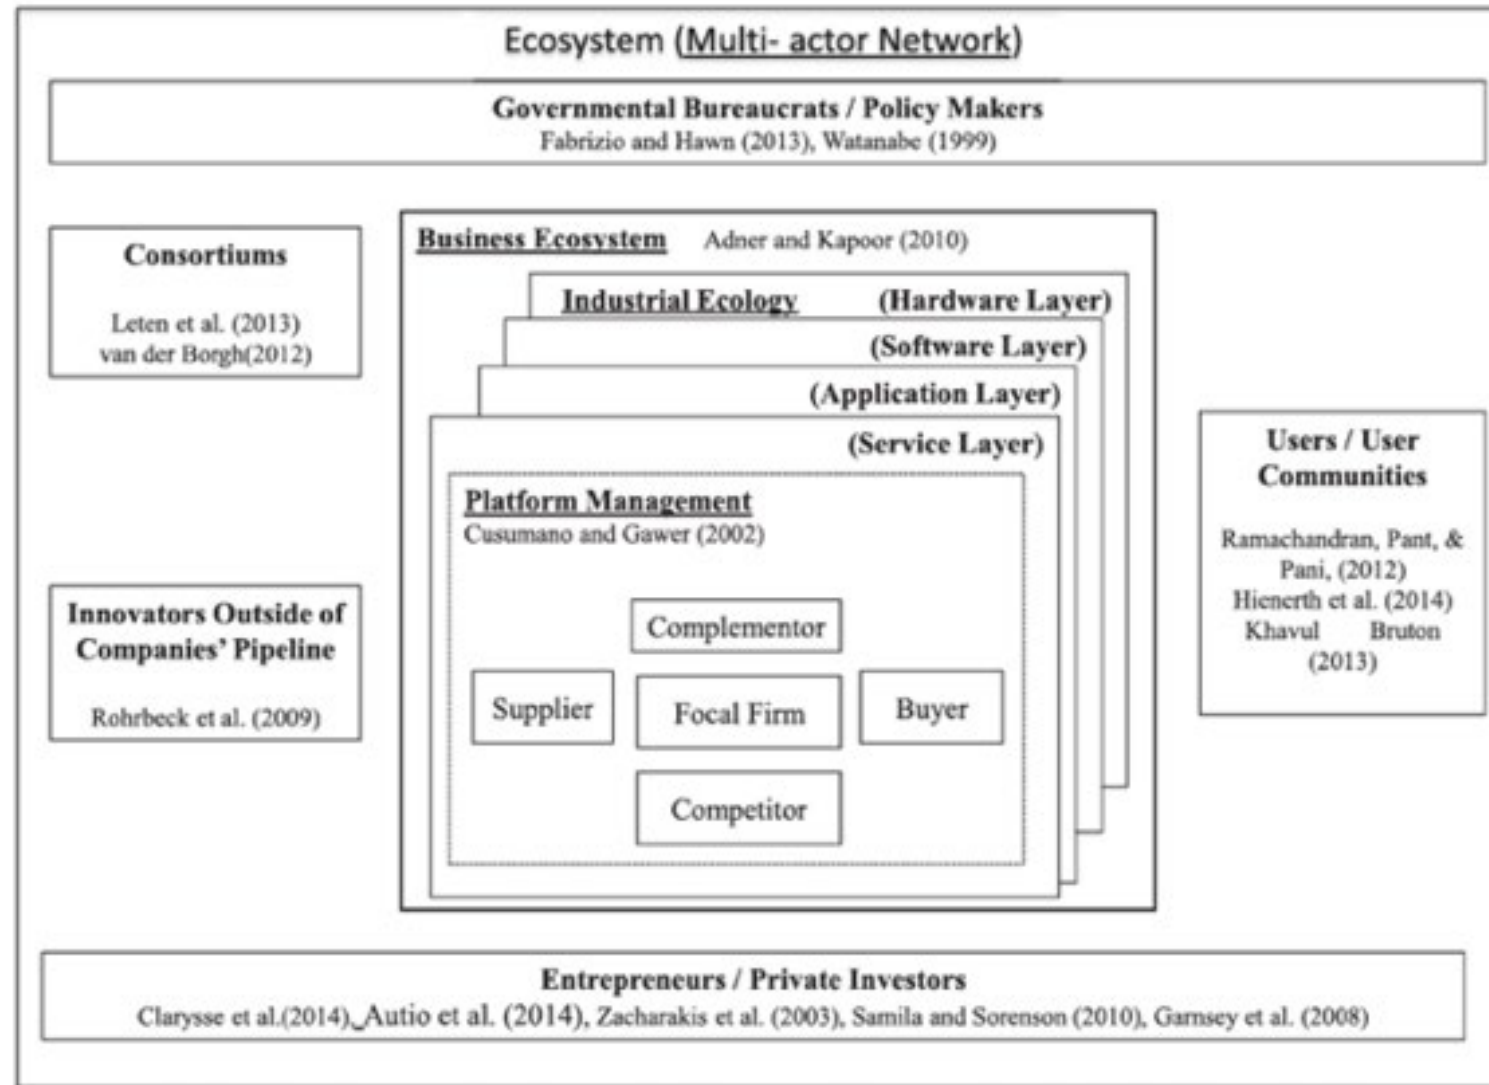 Ecosystem (Multi- actor Network)
Governmental Bureaucrats / Policy Makers
Fabrizio and Hawn (2013), Watanabe (1999)
Consortiums
Leten et al. (2013)
van der Borgh(2012)
Innovators Outside of
Companies' Pipeline
Rohrbeck et al. (2009)
Business Ecosystem Adner and Kapoor (2010)
Industrial Ecology (Hardware Layer)
(Software Layer)
(Application Layer)
(Service Layer)
Platform Management
Cusumano and Gawer (2002)
Complementor
Supplier
Focal Firm
Buyer
Competitor
Users / User
Communities
Ramachandran, Pant, &
Pani, (2012)
Hienerth et al. (2014)
Khavul Bruton
(2013)
Entrepreneurs / Private Investors
Clarysse et al.(2014), Autio et al. (2014), Zacharakis et al. (2003), Samila and Sorenson (2010), Garnsey et al. (2008)